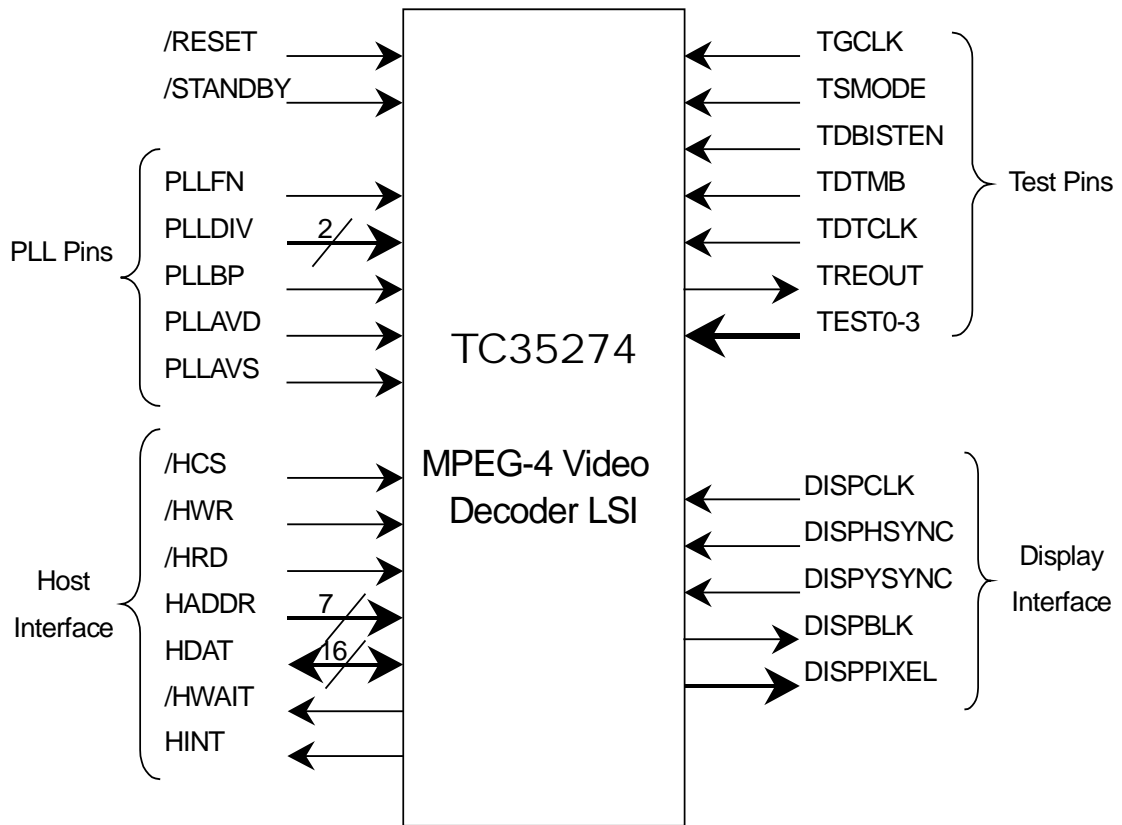 /RESET
/STANDBY
PLL Pins
PLLFN
PLLDIV
2
PLLBP
PLLAVD
PLLAVS
Host
Interface
/HCS
/HWR
/HRD
HADDR
7
HDAT
16
/HWAIT
HINT
TC35274
MPEG-4 Video
Decoder LSI
TGCLK
TSMODE
TDBISTEN
TDTMB
TDTCLK
TREOUT
TEST0-3
Test Pins
DISPCLK
DISPHSYNC
DISPYSYNC
DISPBLK
DISPPIXEL
Display
Interface